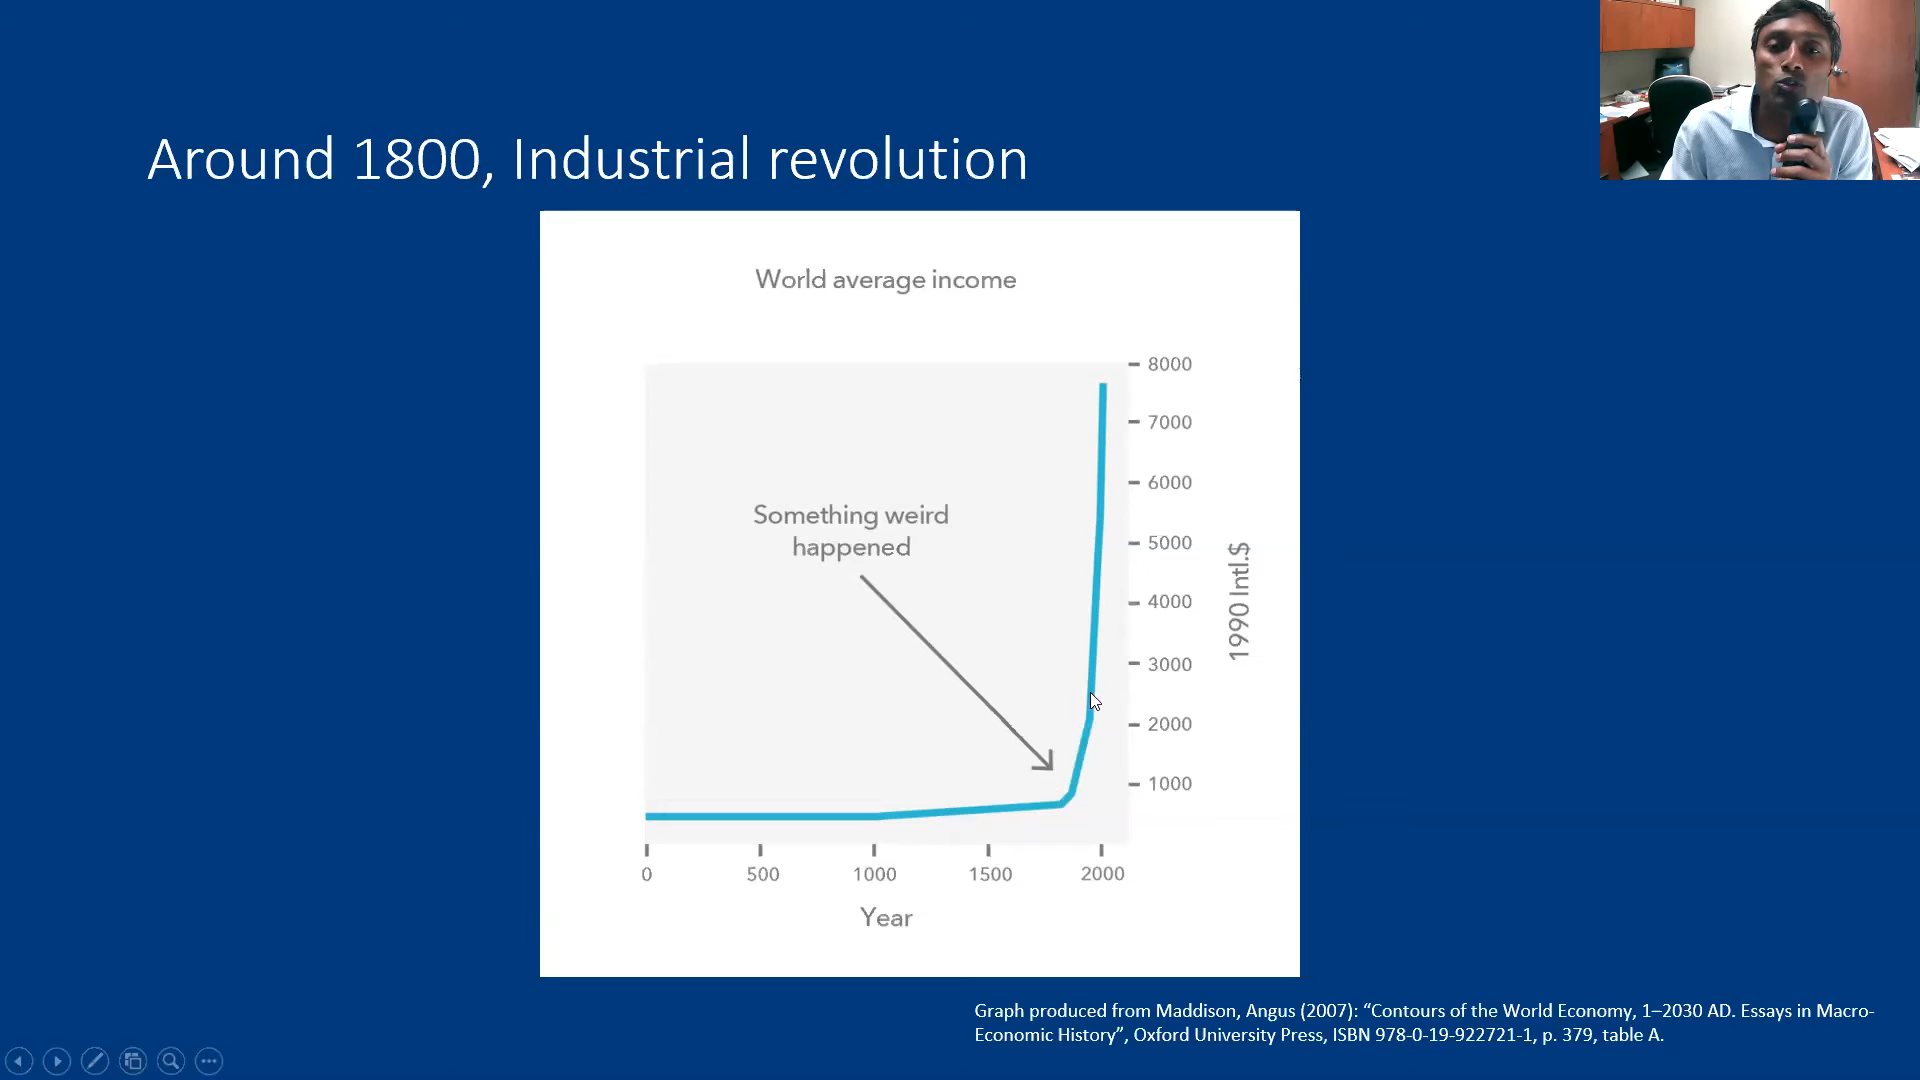 Around 1800, Industrial revolution
World average income
8000
7000
6000
5000
4000
3000
2000
1000
1990 Intl.$
Something weird
happened
0 500 1000 1500 2000
Year
Graph produced from Maddison, Angus (2007): “Contours of the World Economy, 1–2030 AD. Essays in Macro-
Economic History”, Oxford University Press, ISBN 978-0-19-922721-1, p. 379, table A.